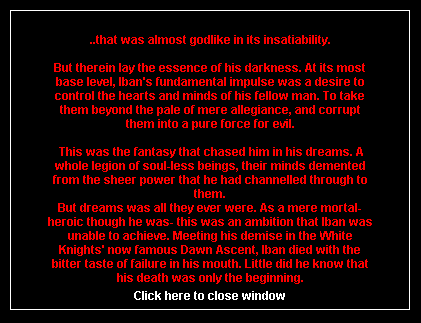 ..that was almost godlike in its insatiability.
But therein lay the essence of his darkness. At its most
base level, Iban's fundamental impulse was a desire to
control the hearts and minds of his fellow man. To take
them beyond the pale of mere allegiance, and corrupt
them into a pure force for evil.
This was the fantasy that chased him in his dreams. A
whole legion of soul-less beings, their minds demented
from the sheer power that he had channelled through to
them.
But dreams was all they ever were. As a mere mortal-
heroic though he was- this was an ambition that Iban was
unable to achieve. Meeting his demise in the White
Knights' now famous Dawn Ascent, Iban died with the
bitter taste of failure in his mouth. Little did he know that
his death was only the beginning.
Click here to close window